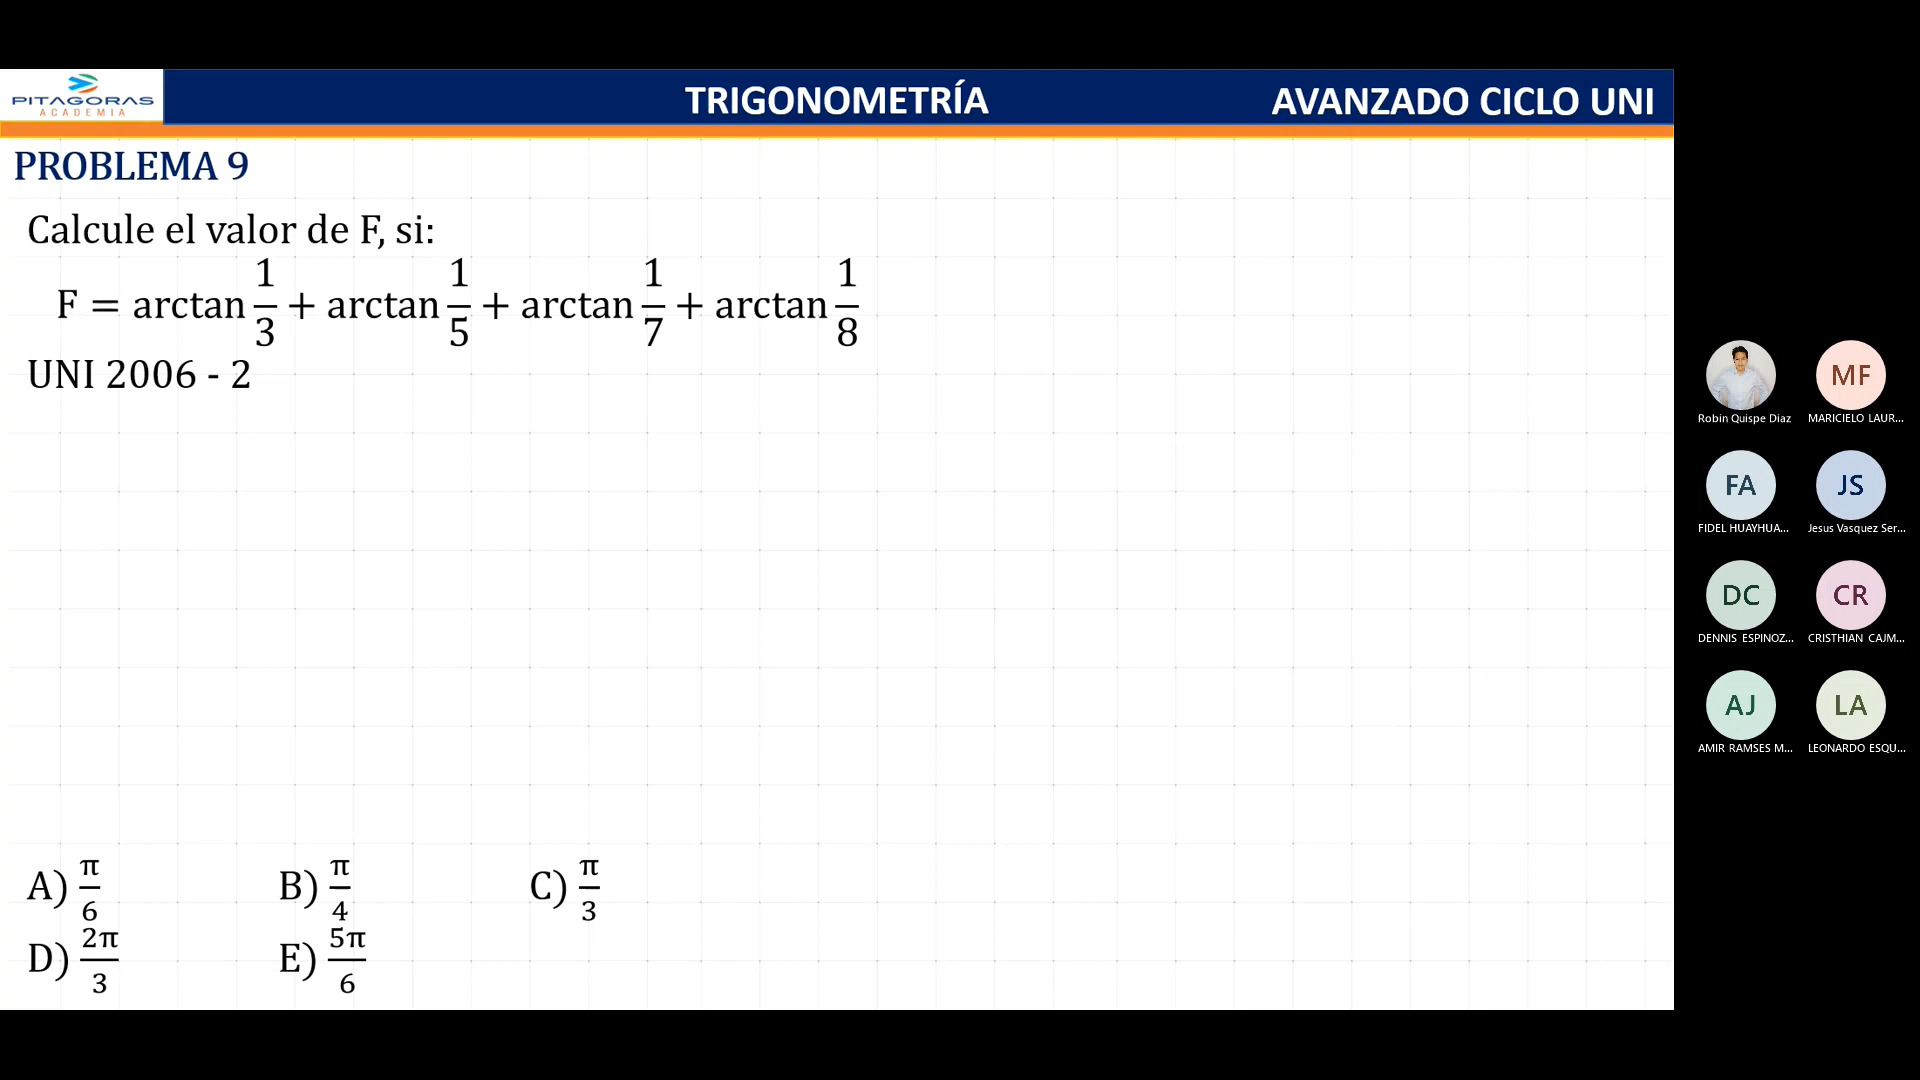 PITAGORAS
ACADEMIA
TRIGONOMETRÍA
AVANZADO CICLO UNI
PROBLEMA 9
Calcule el valor de F, si:
F = arctan 1/3 + arctan 1/5 + arctan 1/7 + arctan 1/8
UNI 2006 - 2
A) π/6 B) π/4 C) π/3
D) 2π/3 E) 5π/6
MF
Robin Quispe Diaz MARICIELO LAUR...
FA JS
FIDEL HUAYHUA... Jesus Vasquez Ser...
DC CR
DENNIS ESPINOZ... CRISTHIAN CAJM...
AJ LA
AMIR RAMSES M... LEONARDO ESQU...